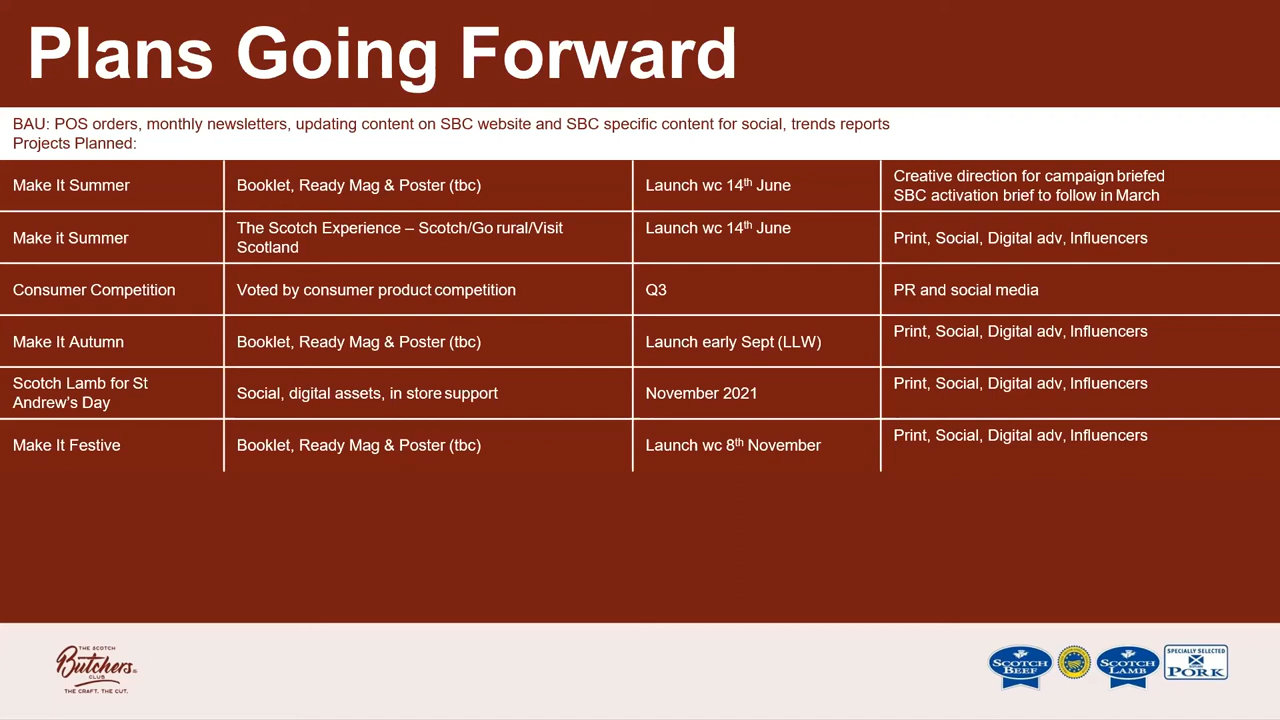 Plans Going Forward
BAU: POS orders, monthly newsletters, updating content on SBC website and SBC specific content for social, trends reports
Projects Planned:
Make It Summer
Booklet, Ready Mag & Poster (tbc)
Launch wc 14th June
Creative direction for campaign briefed
SBC activation brief to follow in March
Make it Summer
The Scotch Experience – Scotch/Go rural/Visit
Scotland
Launch wc 14th June
Print, Social, Digital adv, Influencers
Consumer Competition
Voted by consumer product competition
Q3
PR and social media
Make It Autumn
Booklet, Ready Mag & Poster (tbc)
Launch early Sept (LLW)
Print, Social, Digital adv, Influencers
Scotch Lamb for St
Andrew's Day
Social, digital assets, in store support
November 2021
Print, Social, Digital adv, Influencers
Make It Festive
Booklet, Ready Mag & Poster (tbc)
Launch wc 8th November
Print, Social, Digital adv, Influencers
THE SCOTCH
Butchers
CLUB
THE CRAFT. THE CUT.
SCOTCH
BEEF
SCOTCH
LAMB
SPECIALLY SELECTED
PORK